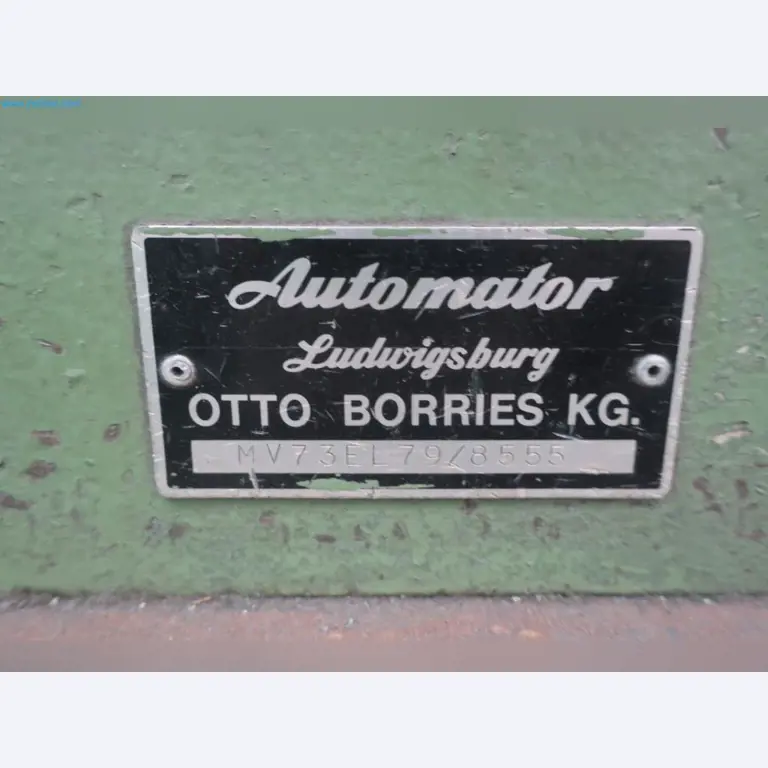 Automator
Ludwigsburg
OTTO BORRIES KG.
MV73EL79/8555